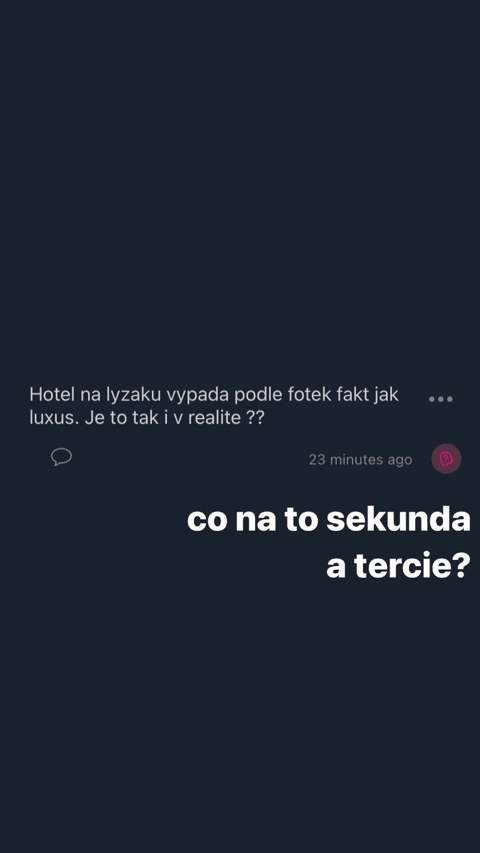 Hotel na lyzaku vypada podle fotek fakt jak
luxus. Je to tak i v realite ??
23 minutes ago
co na to sekunda
a tercie?